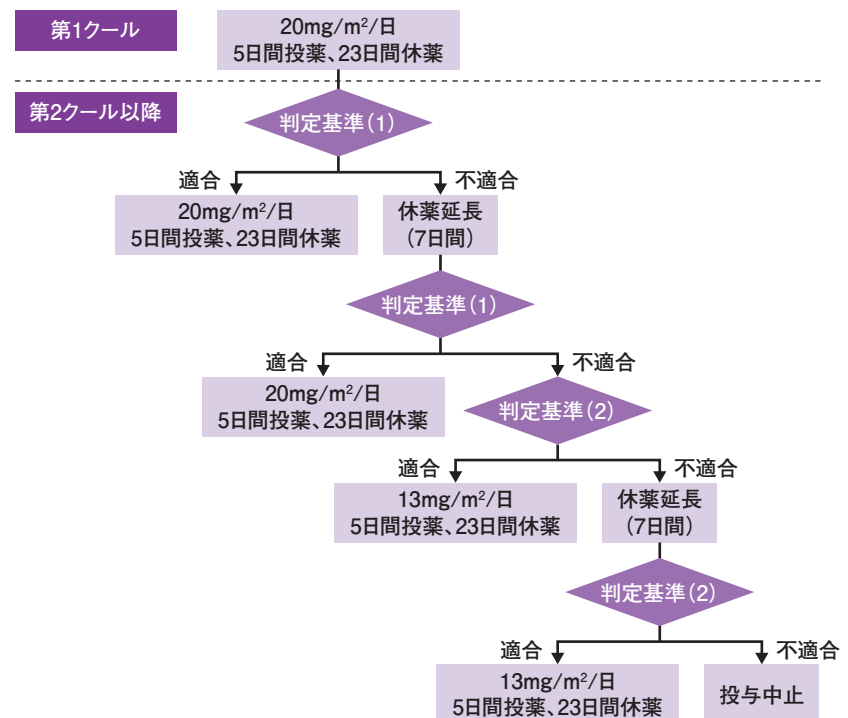 第1クール
20mg/m²/日
5日間投薬、23日間休薬
第2クール以降
判定基準(1)
適合
不適合
20mg/m²/日
5日間投薬、23日間休薬
休薬延長
(7日間)
判定基準(1)
適合
不適合
20mg/m²/日
5日間投薬、23日間休薬
判定基準(2)
適合
不適合
13mg/m²/日
5日間投薬、23日間休薬
休薬延長
(7日間)
判定基準(2)
適合
不適合
13mg/m²/日
5日間投薬、23日間休薬
投与中止